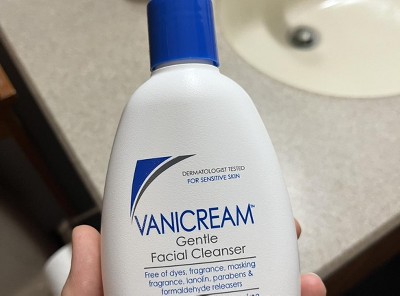 DERMATOLOGIST TESTED
FOR SENSITIVE SKIN
VANICREAM™
Gentle
Facial Cleanser
Free of dyes, fragrance, masking
fragrance, lanolin, parabens &
formaldehyde releasers